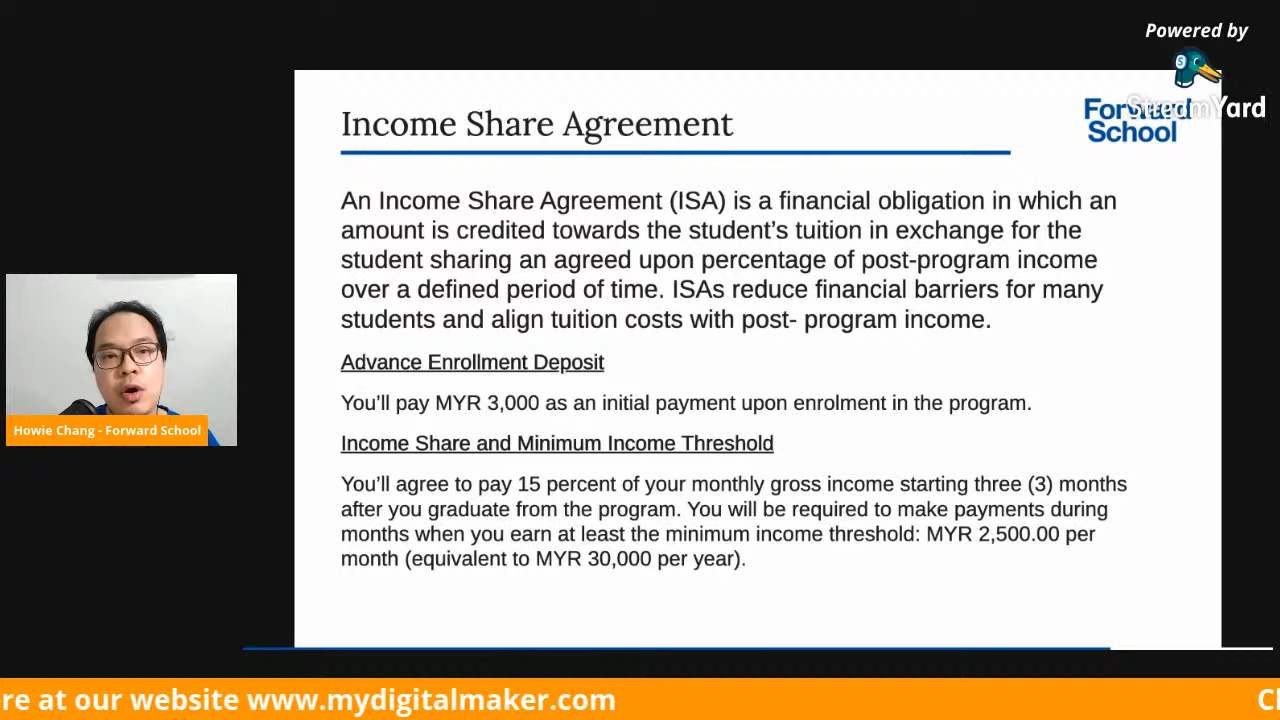 Powered by
StreamYard
Forward
School
Income Share Agreement
An Income Share Agreement (ISA) is a financial obligation in which an
amount is credited towards the student's tuition in exchange for the
student sharing an agreed upon percentage of post-program income
over a defined period of time. ISAs reduce financial barriers for many
students and align tuition costs with post- program income.
Advance Enrollment Deposit
You'll pay MYR 3,000 as an initial payment upon enrolment in the program.
Income Share and Minimum Income Threshold
You'll agree to pay 15 percent of your monthly gross income starting three (3) months
after you graduate from the program. You will be required to make payments during
months when you earn at least the minimum income threshold: MYR 2,500.00 per
month (equivalent to MYR 30,000 per year).
Howie Chang - Forward School
re at our website www.mydigitalmaker.com